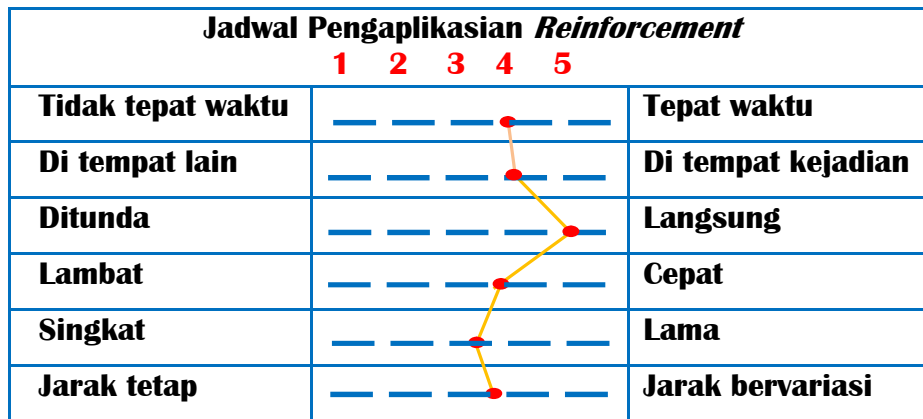 Jadwal Pengaplikasian Reinforcement
1 2 3 4 5
Tidak tepat waktu Tepat waktu
Di tempat lain Di tempat kejadian
Ditunda Langsung
Lambat Cepat
Singkat Lama
Jarak tetap Jarak bervariasi